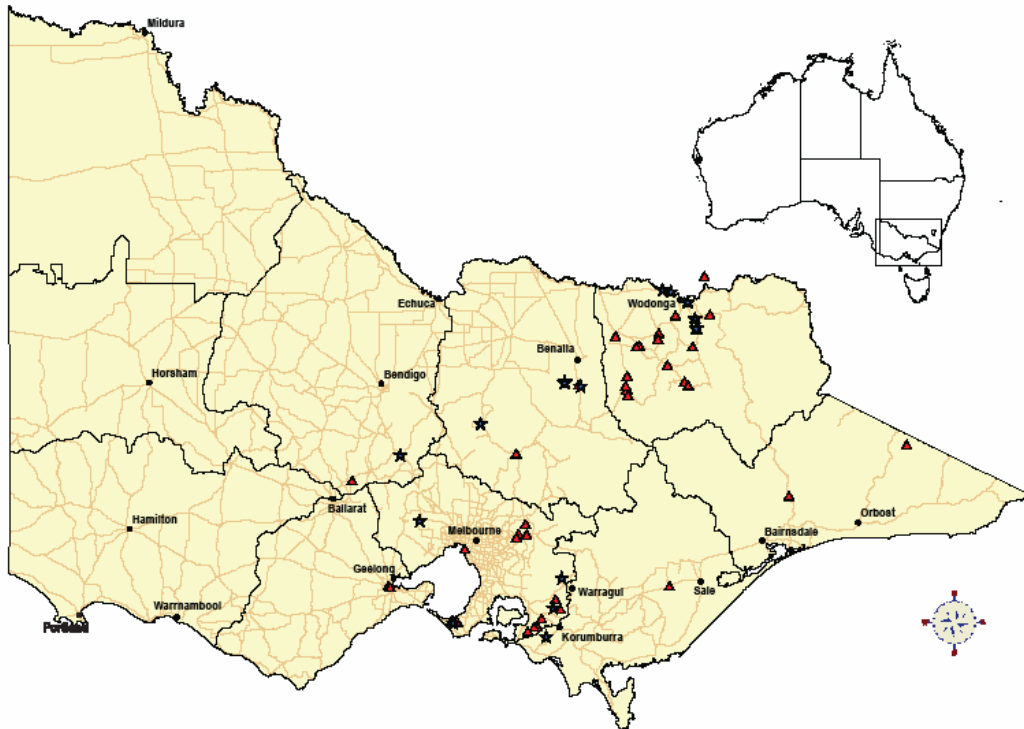 Mildura
Echuca
Wodonga
Benalla
Horsham
Bendigo
Ballarat
Hamilton
Melbourne
Orbost
Bairnsdale
Geelong
Warragul
Sale
Warrnambool
Portland
Korumburra